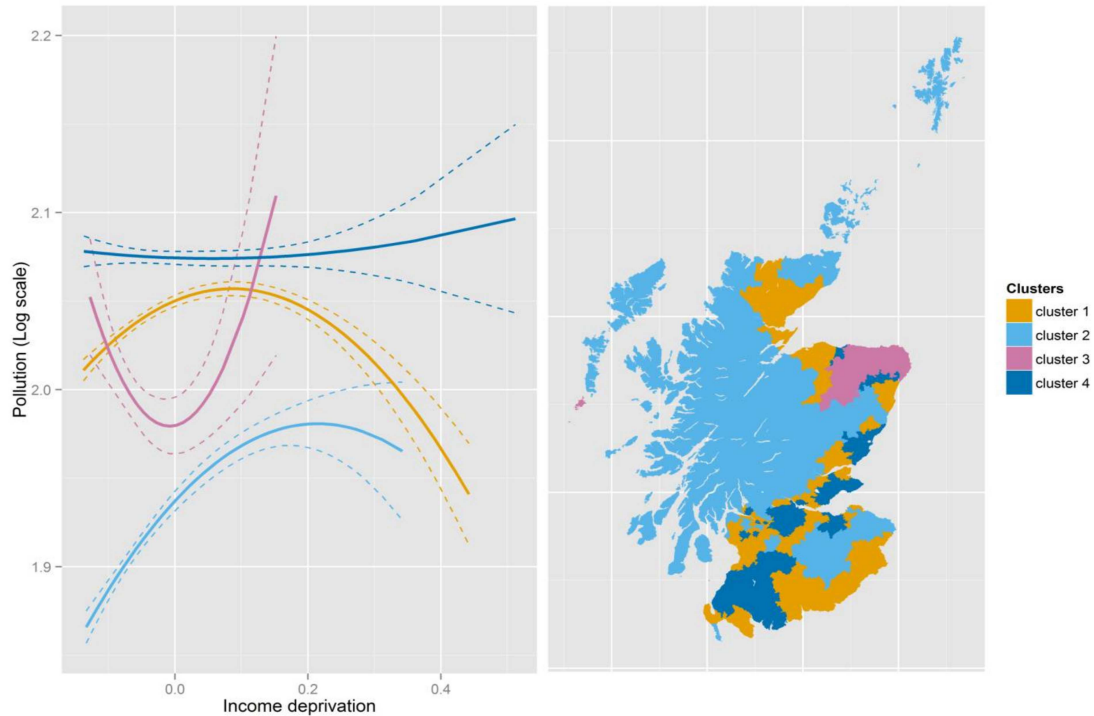 2.2
2.1
2.0
1.9
Pollution (Log scale)
0.0
0.2
0.4
Income deprivation
Clusters
cluster 1
cluster 2
cluster 3
cluster 4